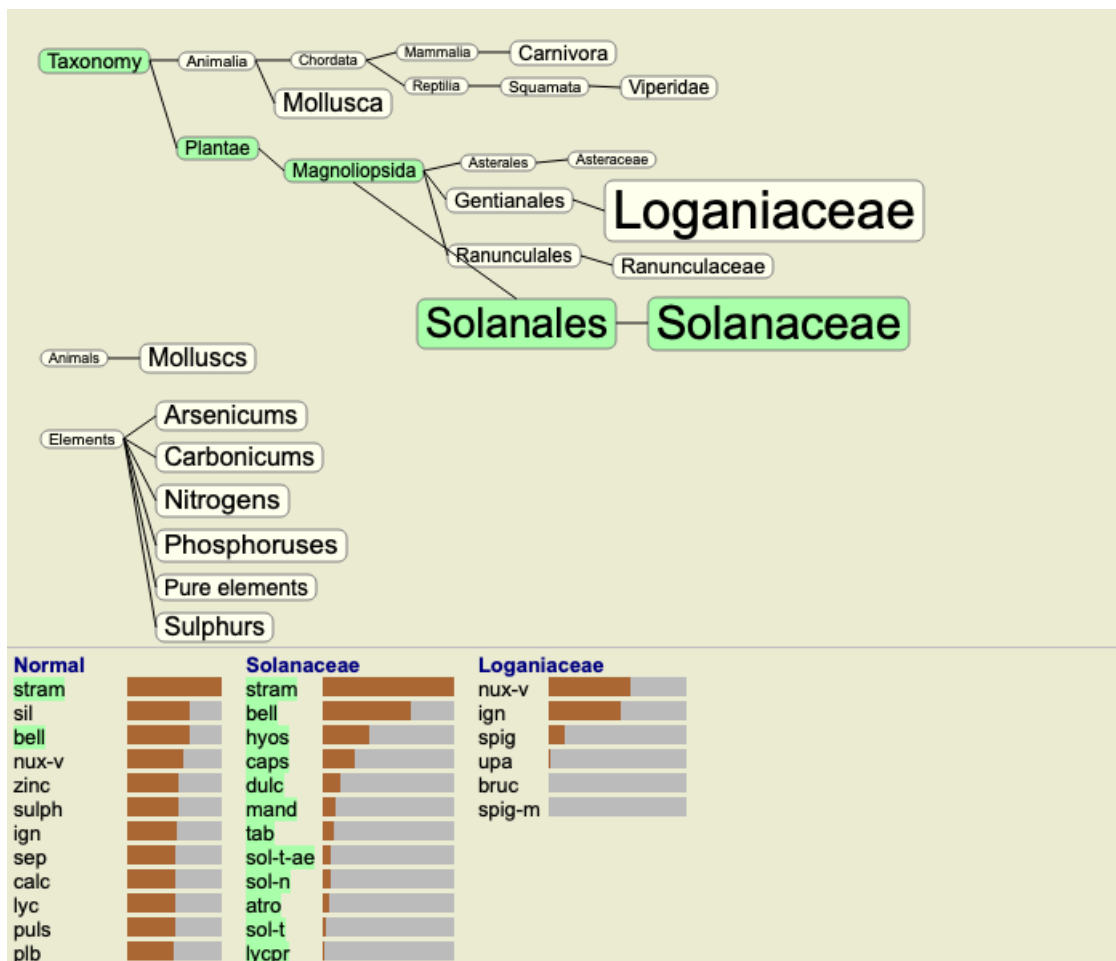 Taxonomy
Animalia
Chordata
Mammalia
Carnivora
Reptilia
Squamata
Viperidae
Mollusca
Plantae
Magnoliopsida
Asterales
Asteraceae
Gentianales
Loganiaceae
Ranunculales
Ranunculaceae
Solanales
Solanaceae
Animals
Molluscs
Elements
Arsenicums
Carbonicums
Nitrogens
Phosphoruses
Pure elements
Sulphurs
Normal
stram
sil
bell
nux-v
zinc
sulph
ign
sep
calc
lyc
puls
plb
Solanaceae
stram
bell
hyos
caps
dulc
mand
tab
sol-t-ae
sol-n
atro
sol-t
lycpr
Loganiaceae
nux-v
ign
spig
upa
bruc
spig-m